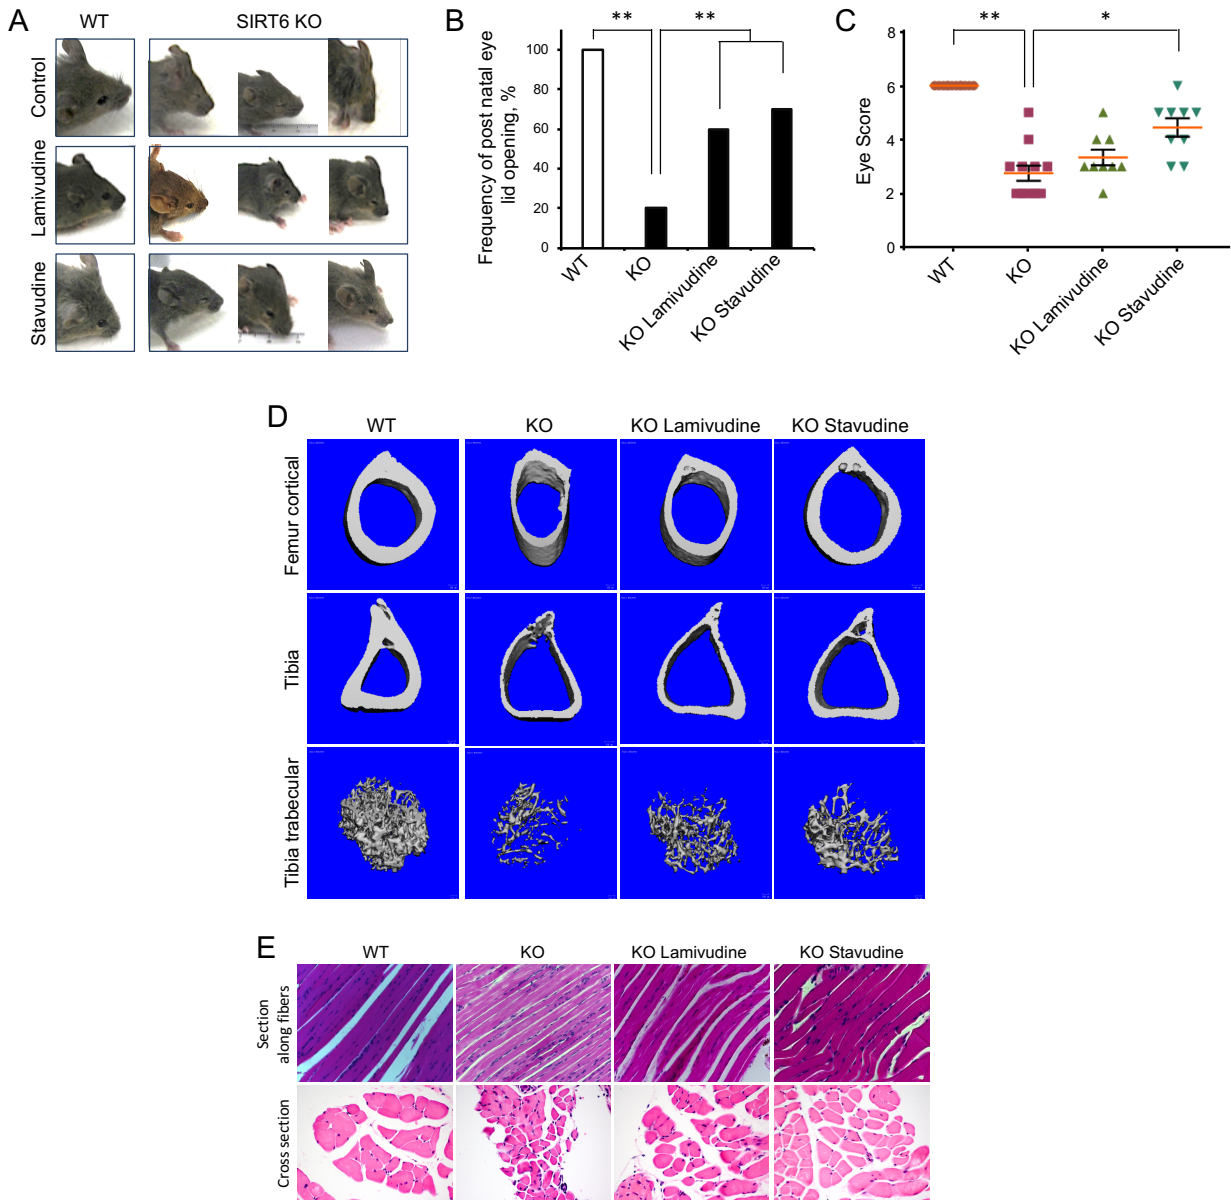 A
WT
SIRT6 KO
Control
Lamivudine
Stavudine
B
**
**
Frequency of post natal eye
lid opening, %
100
80
60
40
20
0
WT
KO
KO Lamivudine
KO Stavudine
C
**
*
Eye Score
8
6
4
2
0
WT
KO
KO Lamivudine
KO Stavudine
D
WT
KO
KO Lamivudine
KO Stavudine
Femur cortical
Tibia
Tibia trabecular
E
WT
KO
KO Lamivudine
KO Stavudine
Section
along fibers
Cross section